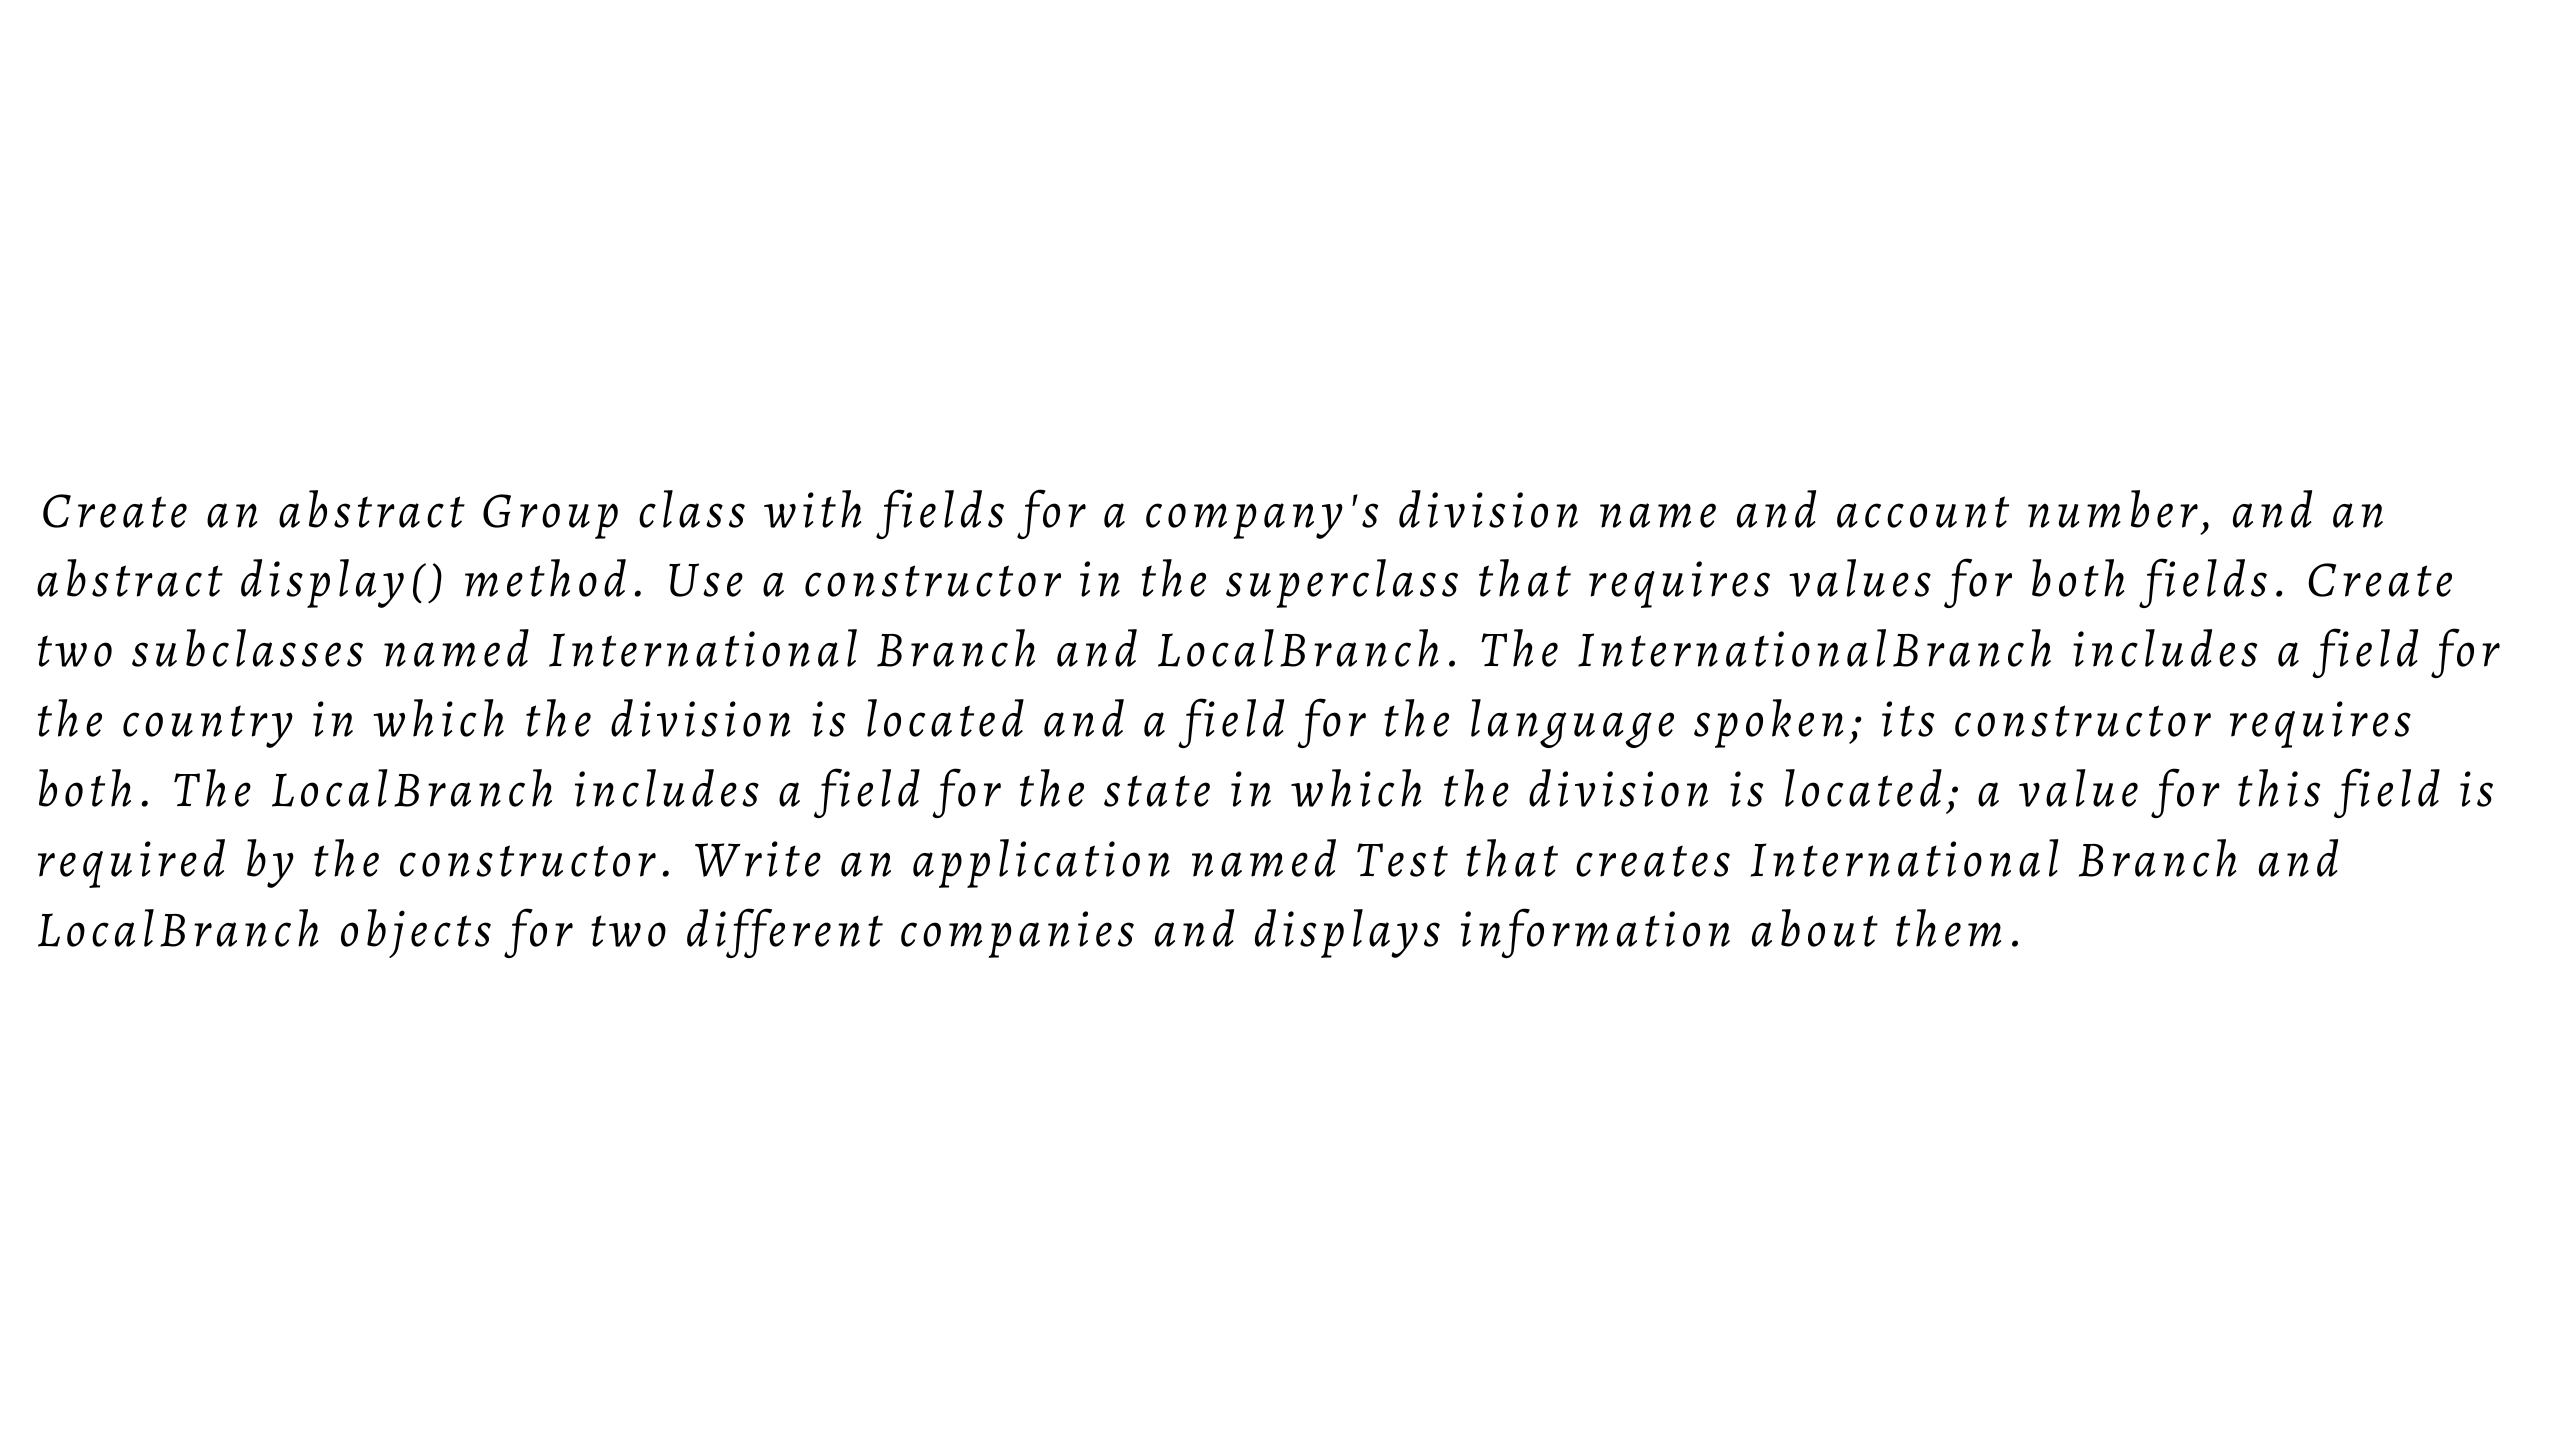 Create an abstract Group class with fields for a company's division name and account number, and an
abstract display() method. Use a constructor in the superclass that requires values for both fields. Create
two subclasses named International Branch and LocalBranch. The InternationalBranch includes a field for
the country in which the division is located and a field for the language spoken; its constructor requires
both. The LocalBranch includes a field for the state in which the division is located; a value for this field is
required by the constructor. Write an application named Test that creates International Branch and
LocalBranch objects for two different companies and displays information about them.